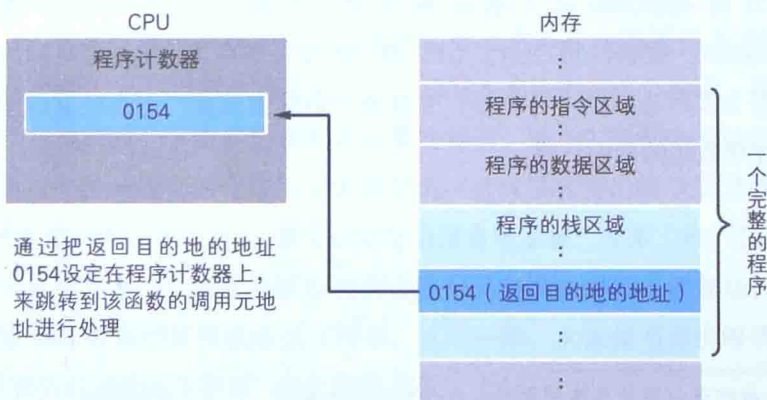 CPU
程序计数器
0154
通过把返回目的地的地址
0154设定在程序计数器上，
来跳转到该函数的调用元地
址进行处理
内存
:
程序的指令区域
:
程序的数据区域
:
程序的栈区域
:
0154（返回目的地的地址）
:
:
一个完整的程序